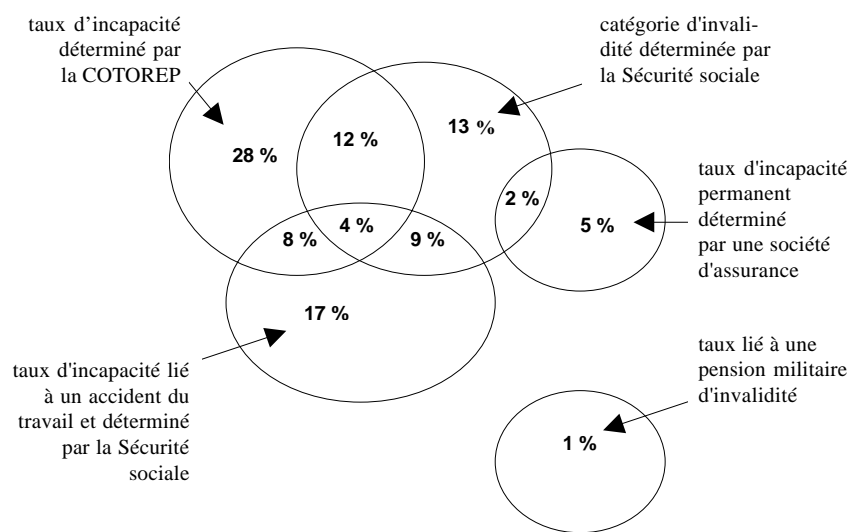 taux d’incapacité
déterminé par
la COTOREP
catégorie d'invali-
dité déterminée par
la Sécurité sociale
28 %
12 %
13 %
2 %
5 %
8 %
4 %
9 %
17 %
taux d'incapacité
permanent
déterminé
par une société
d'assurance
taux d'incapacité lié
à un accident du
travail et déterminé
par la Sécurité
sociale
taux lié à une
pension militaire
d'invalidité
1 %